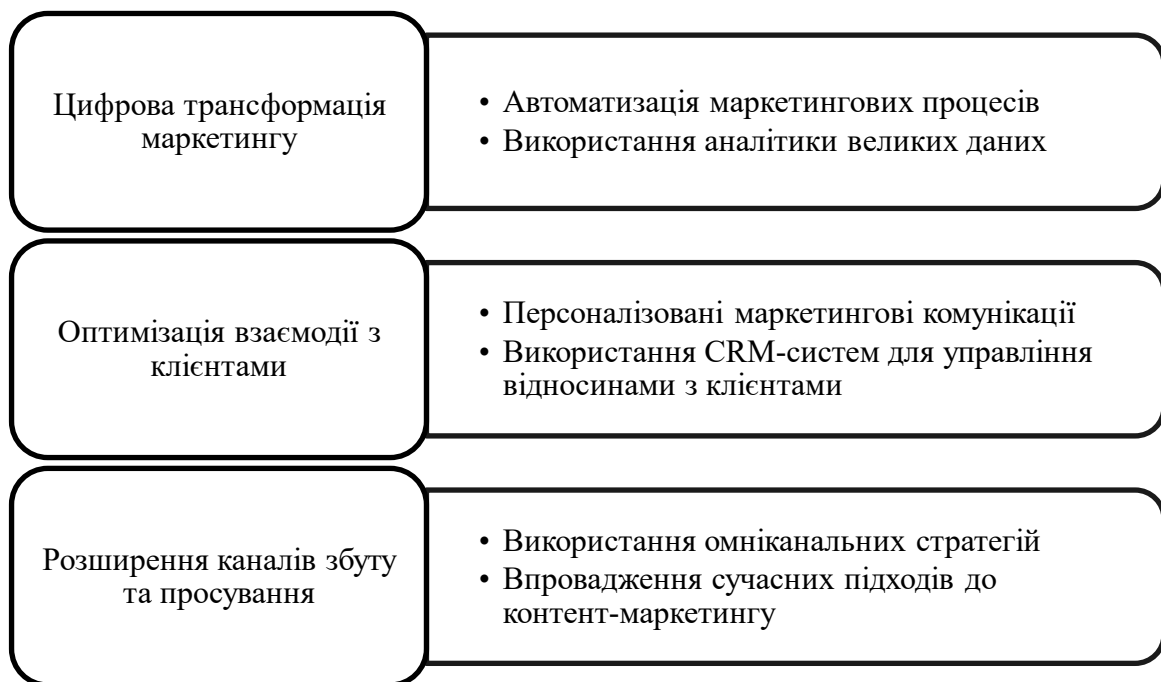 Цифрова трансформація
маркетингу
• Автоматизація маркетингових процесів
• Використання аналітики великих даних
Оптимізація взаємодії з
клієнтами
• Персоналізовані маркетингові комунікації
• Використання CRM-систем для управління
відносинами з клієнтами
Розширення каналів збуту
та просування
• Використання омніканальних стратегій
• Впровадження сучасних підходів до
контент-маркетингу